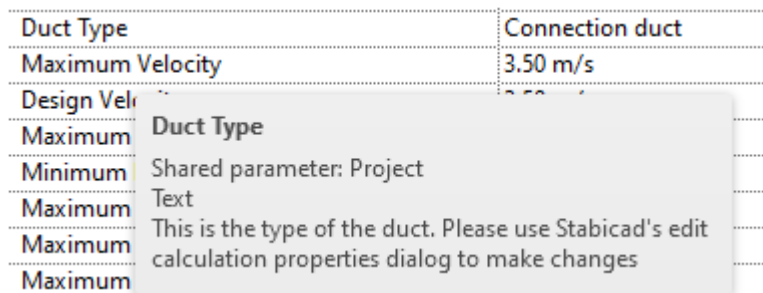 Duct Type Connection duct
Maximum Velocity 3.50 m/s
Design
Maximum
Minimum
Maximum
Maximum
Maximum
Duct Type
Shared parameter: Project
Text
This is the type of the duct. Please use Stabicad's edit
calculation properties dialog to make changes